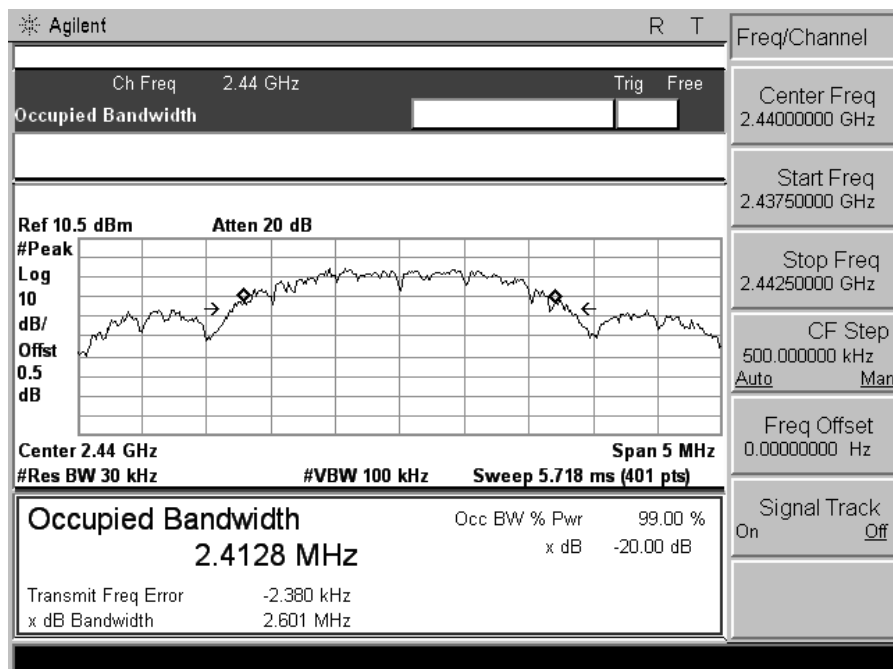 Agilent
R T
Ch Freq 2.44 GHz Trig Free
Occupied Bandwidth
Ref 10.5 dBm Atten 20 dB
#Peak
Log
10
dB/
Offst
0.5
dB
Center 2.44 GHz Span 5 MHz
#Res BW 30 kHz #VBW 100 kHz Sweep 5.718 ms (401 pts)
Occupied Bandwidth
2.4128 MHz
Occ BW % Pwr 99.00 %
x dB -20.00 dB
Transmit Freq Error -2.380 kHz
x dB Bandwidth 2.601 MHz
Freq/Channel
Center Freq
2.44000000 GHz
Start Freq
2.43750000 GHz
Stop Freq
2.44250000 GHz
CF Step
500.000000 kHz
Auto Man
Freq Offset
0.00000000 Hz
Signal Track
On Off